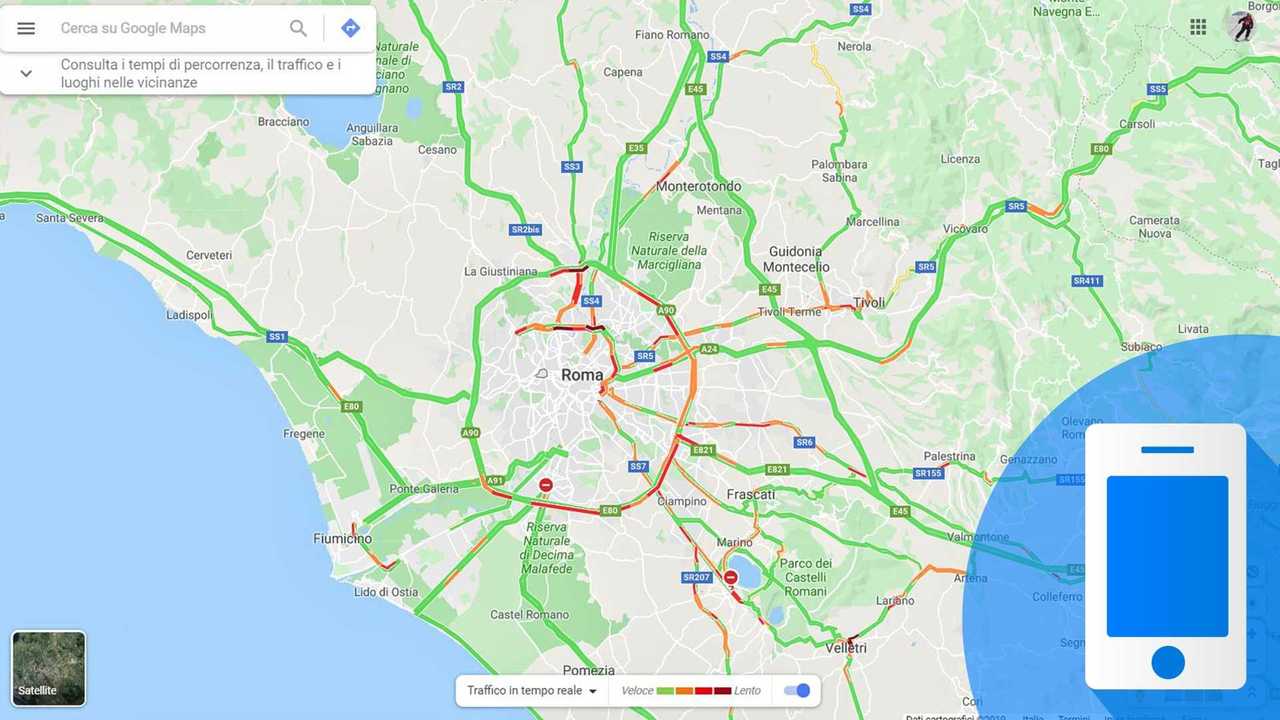 Cerca su Google Maps
Consulta i tempi di percorrenza, il traffico e i
luoghi nelle vicinanze
SS4
Navegna E...
Borgo
Fiano Romano
Nerola
SS4
Capena
SR2
E45
SS5
Bracciano
Anguillara
Sabazia
Cesano
E35
Carsoli
E80
SS3
Palombara
Sabina
Licenza
Monterotondo
Mentana
SR5
Santa Severa
Marcellina
Vicovaro
Camerata
Nuova
SR2bis
Riserva
Naturale della
Marcigliana
Guidonia
Montecelio
Cerveteri
La Giustiniana
SR5
SR411
E45
Tivoli
Ladispoli
SS4
A90
Tivoli Terme
Livata
SS1
Subiaco
SR5
A24
Roma
E80
Fregene
A90
SR6
E821
Olevano
Palestrina
Genazzano
SS7
E821
SR155
SR155
A91
Ponte Galeria
Ciampino
Frascati
E80
E45
Fiumicino
Riserva
Naturale
di Decima
Malafede
Marino
Valmontone
Parco dei
Castelli
Romani
SR207
E45
Artena
Lido di Ostia
Colleferro
Lariano
Castel Romano
Velletri
Pomezia
Satellite
Traffico in tempo reale
Veloce
Lento
Cori
Dati cartografici ©2019
Italia
Termini